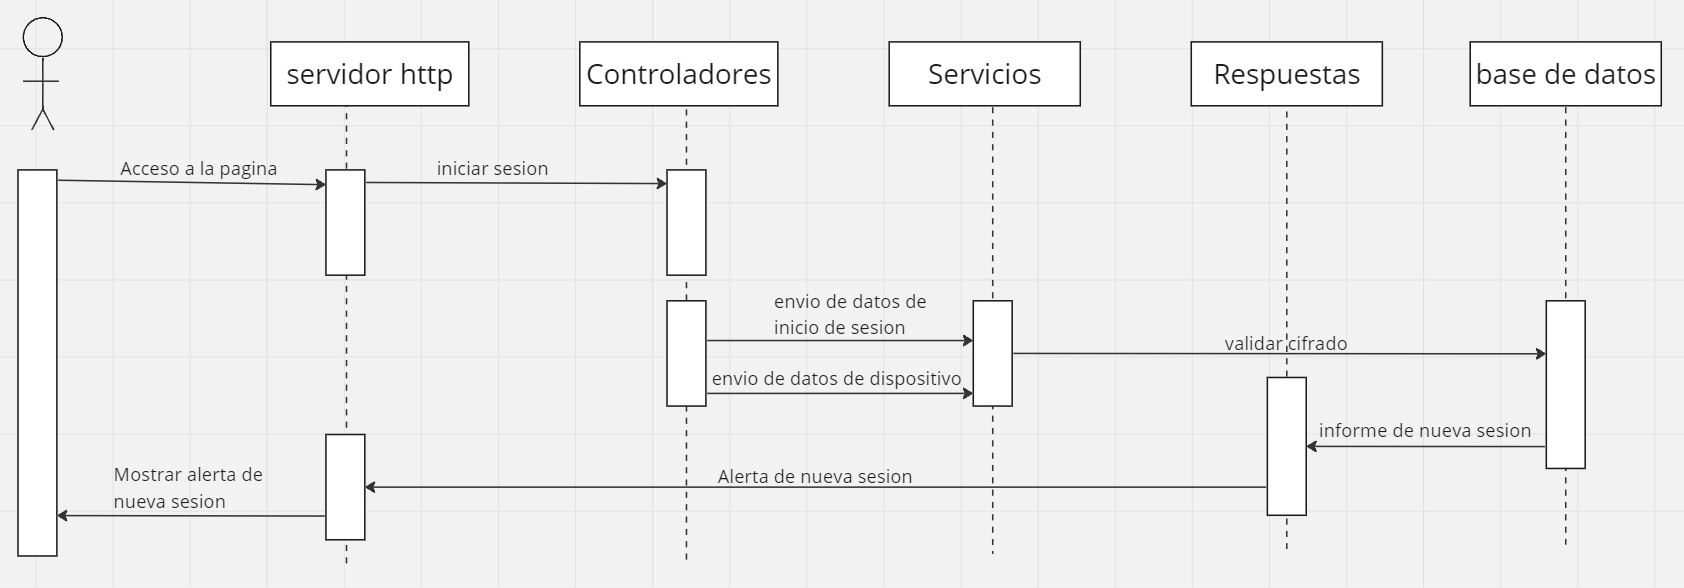 servidor http
Controladores
Servicios
Respuestas
base de datos
Acceso a la pagina
iniciar sesion
envio de datos de
inicio de sesion
validar cifrado
envio de datos de dispositivo
informe de nueva sesion
Mostrar alerta de
nueva sesion
Alerta de nueva sesion